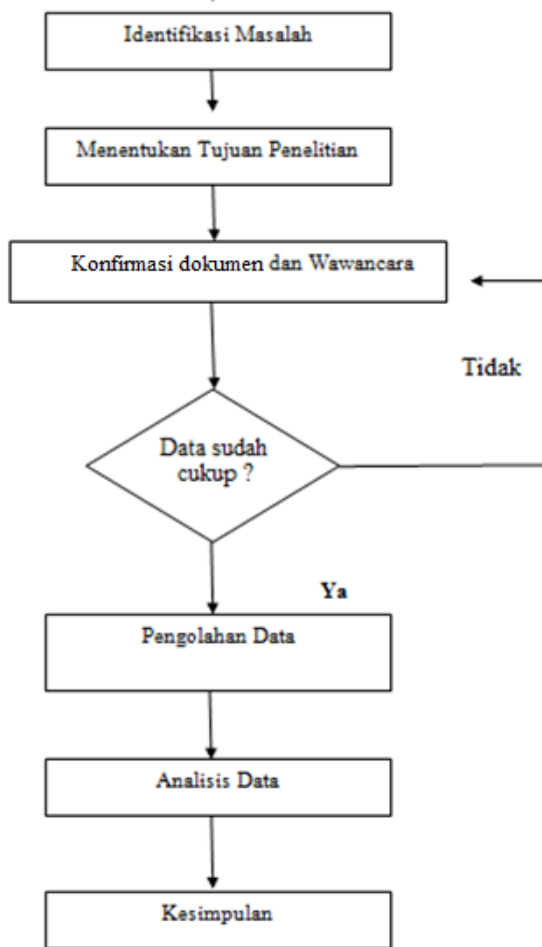 Identifikasi Masalah
Menentukan Tujuan Penelitian
Konfirmasi dokumen dan Wawancara
Tidak
Data sudah
cukup ?
Ya
Pengolahan Data
Analisis Data
Kesimpulan